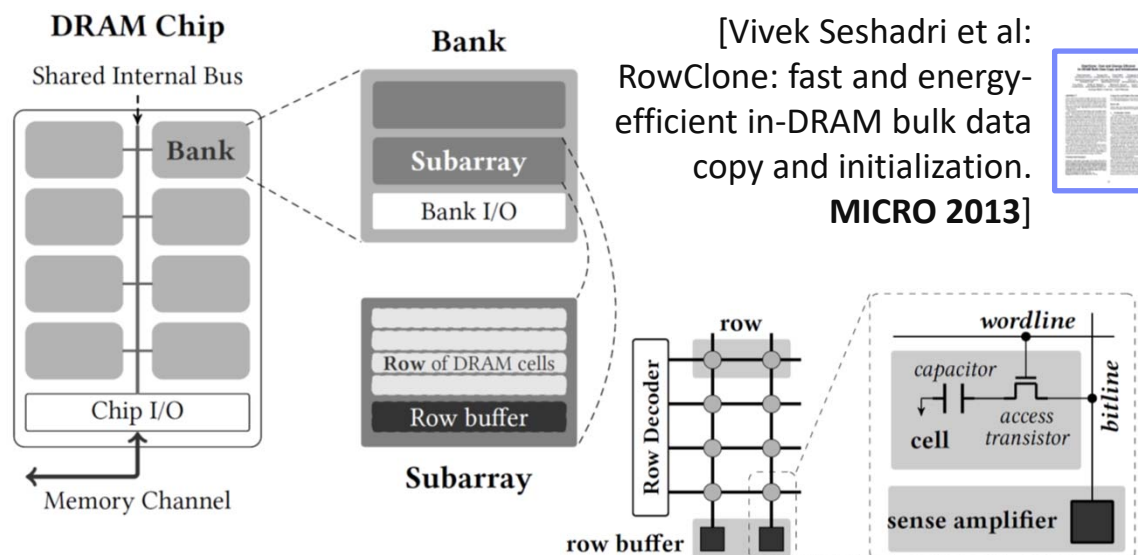 DRAM Chip
Shared Internal Bus
Bank
Chip I/O
Memory Channel
Bank
Subarray
Bank I/O
Row of DRAM cells
Row buffer
Subarray
[Vivek Seshadri et al:
RowClone: fast and energy-
efficient in-DRAM bulk data
copy and initialization.
MICRO 2013]
row
Row Decoder
row buffer
wordline
capacitor
access
transistor
cell
bitline
sense amplifier